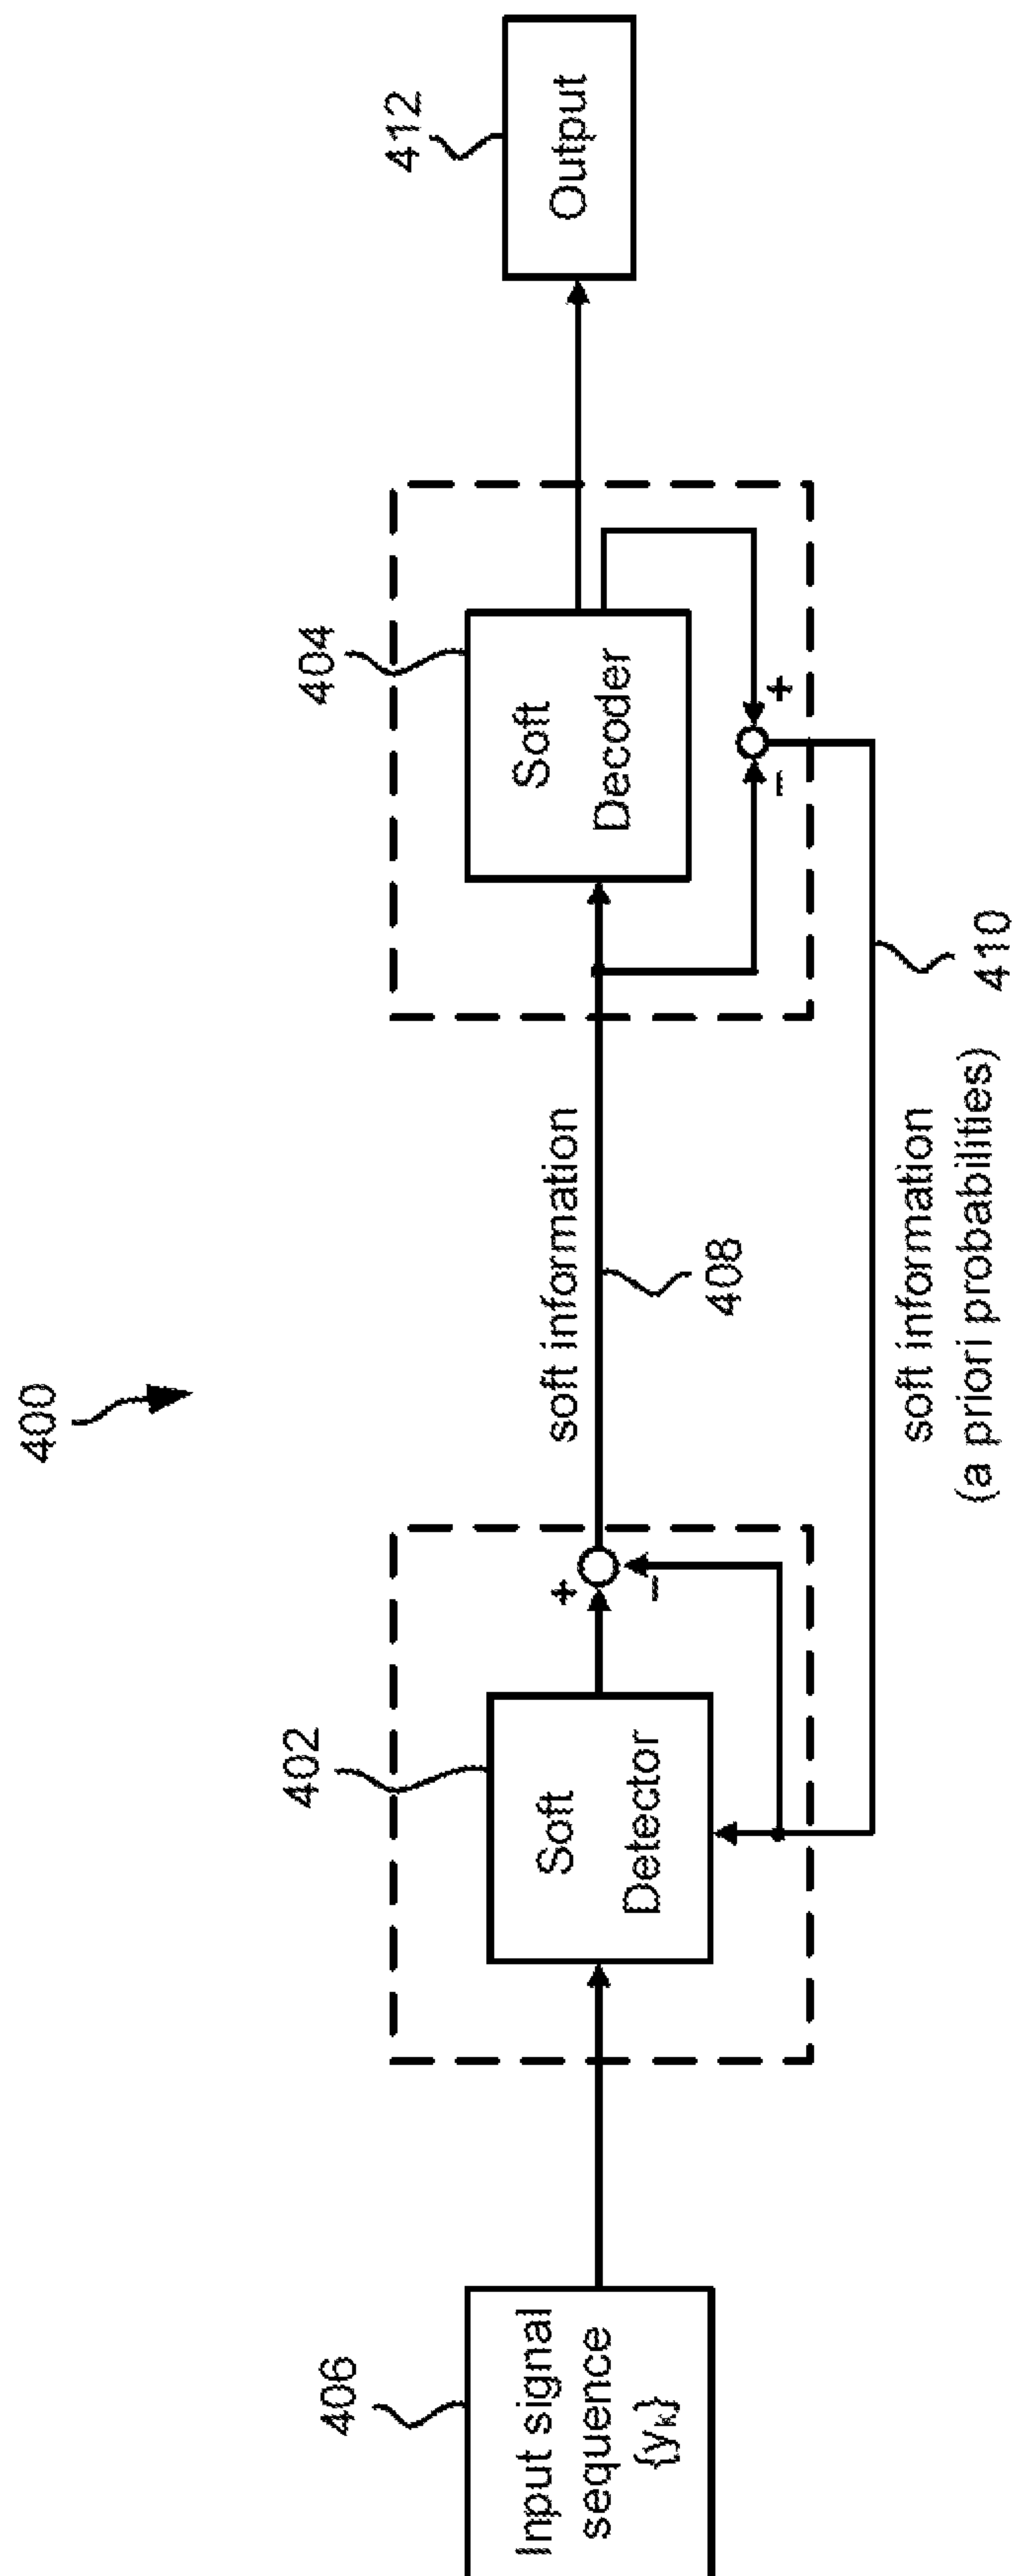 400
406
Input signal
sequence
{yk}
402
Soft
Detector
+
−
soft information
408
404
Soft
Decoder
−
+
soft information
(a priori probabilities)
410
412
Output